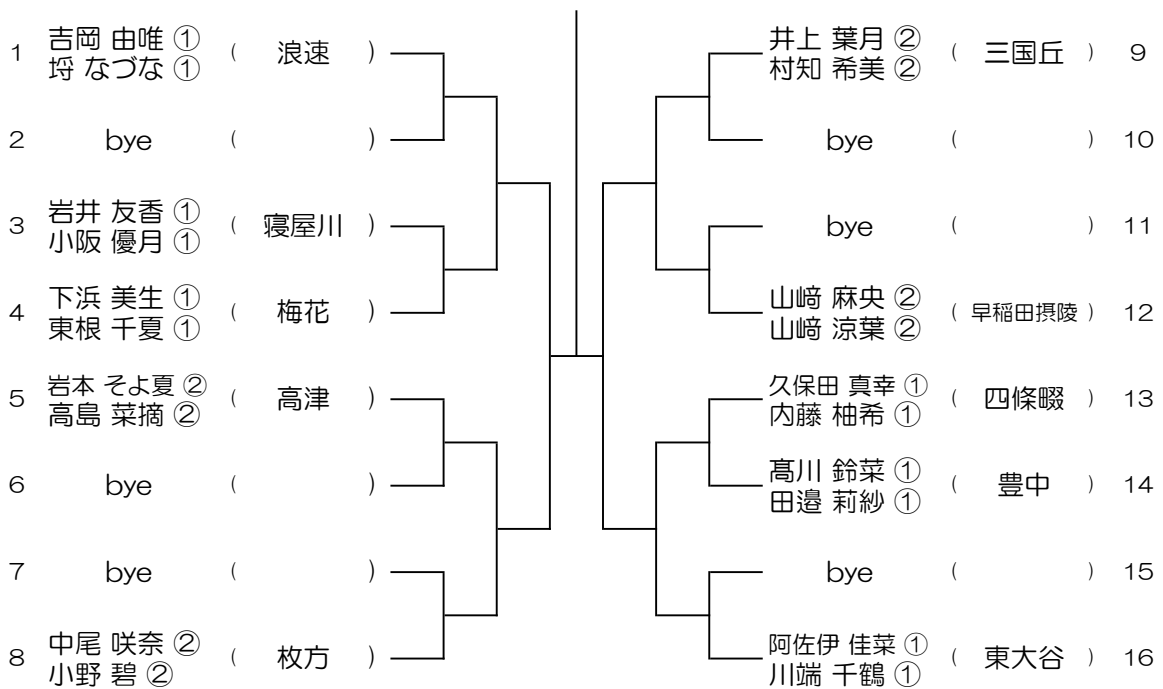 1 吉岡 由唯 ① ( 浪速 )
埒 なづな ①
2 bye ( )
3 岩井 友香 ① ( 寝屋川 )
小阪 優月 ①
4 下浜 美生 ① ( 梅花 )
東根 千夏 ①
5 岩本 そよ夏 ② ( 高津 )
高島 菜摘 ②
6 bye ( )
7 bye ( )
8 中尾 咲奈 ② ( 枚方 )
小野 碧 ②
井上 葉月 ② ( 三国丘 ) 9
村知 希美 ②
bye ( ) 10
bye ( ) 11
山﨑 麻央 ② ( 早稲田摂陵 ) 12
山﨑 涼葉 ②
久保田 真幸 ① ( 四條畷 ) 13
内藤 柚希 ①
髙川 鈴菜 ① ( 豊中 ) 14
田邉 莉紗 ①
bye ( ) 15
阿佐伊 佳菜 ① ( 東大谷 ) 16
川端 千鶴 ①